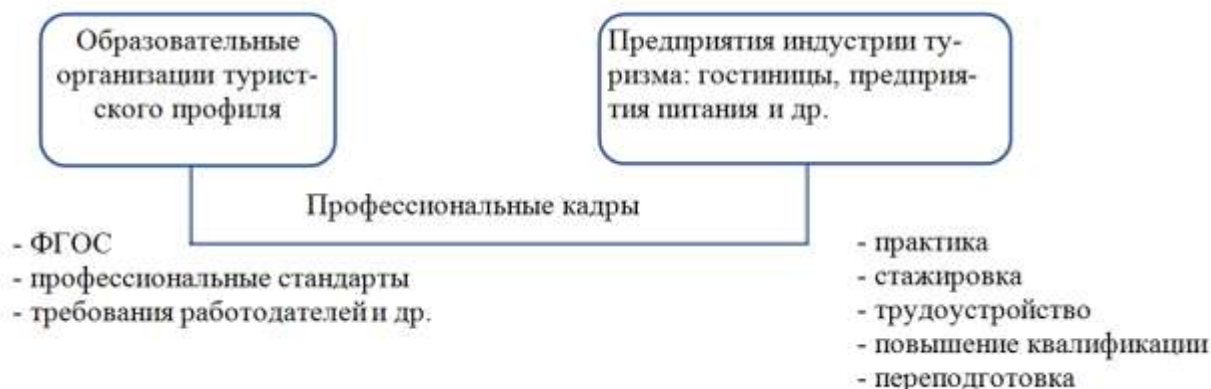 Образовательные
организации турист-
ского профиля
Предприятия индустрии ту-
ризма: гостиницы, предприя-
тия питания и др.
Профессиональные кадры
- ФГОС
- профессиональные стандарты
- требования работодателей и др.
- практика
- стажировка
- трудоустройство
- повышение квалификации
- переподготовка